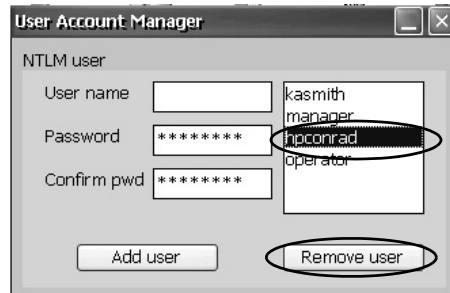 User Account Manager
NTLM user
User name
Password ********
Confirm pwd ********
kasmith
manager
hpconrad
operator
Add user
Remove user